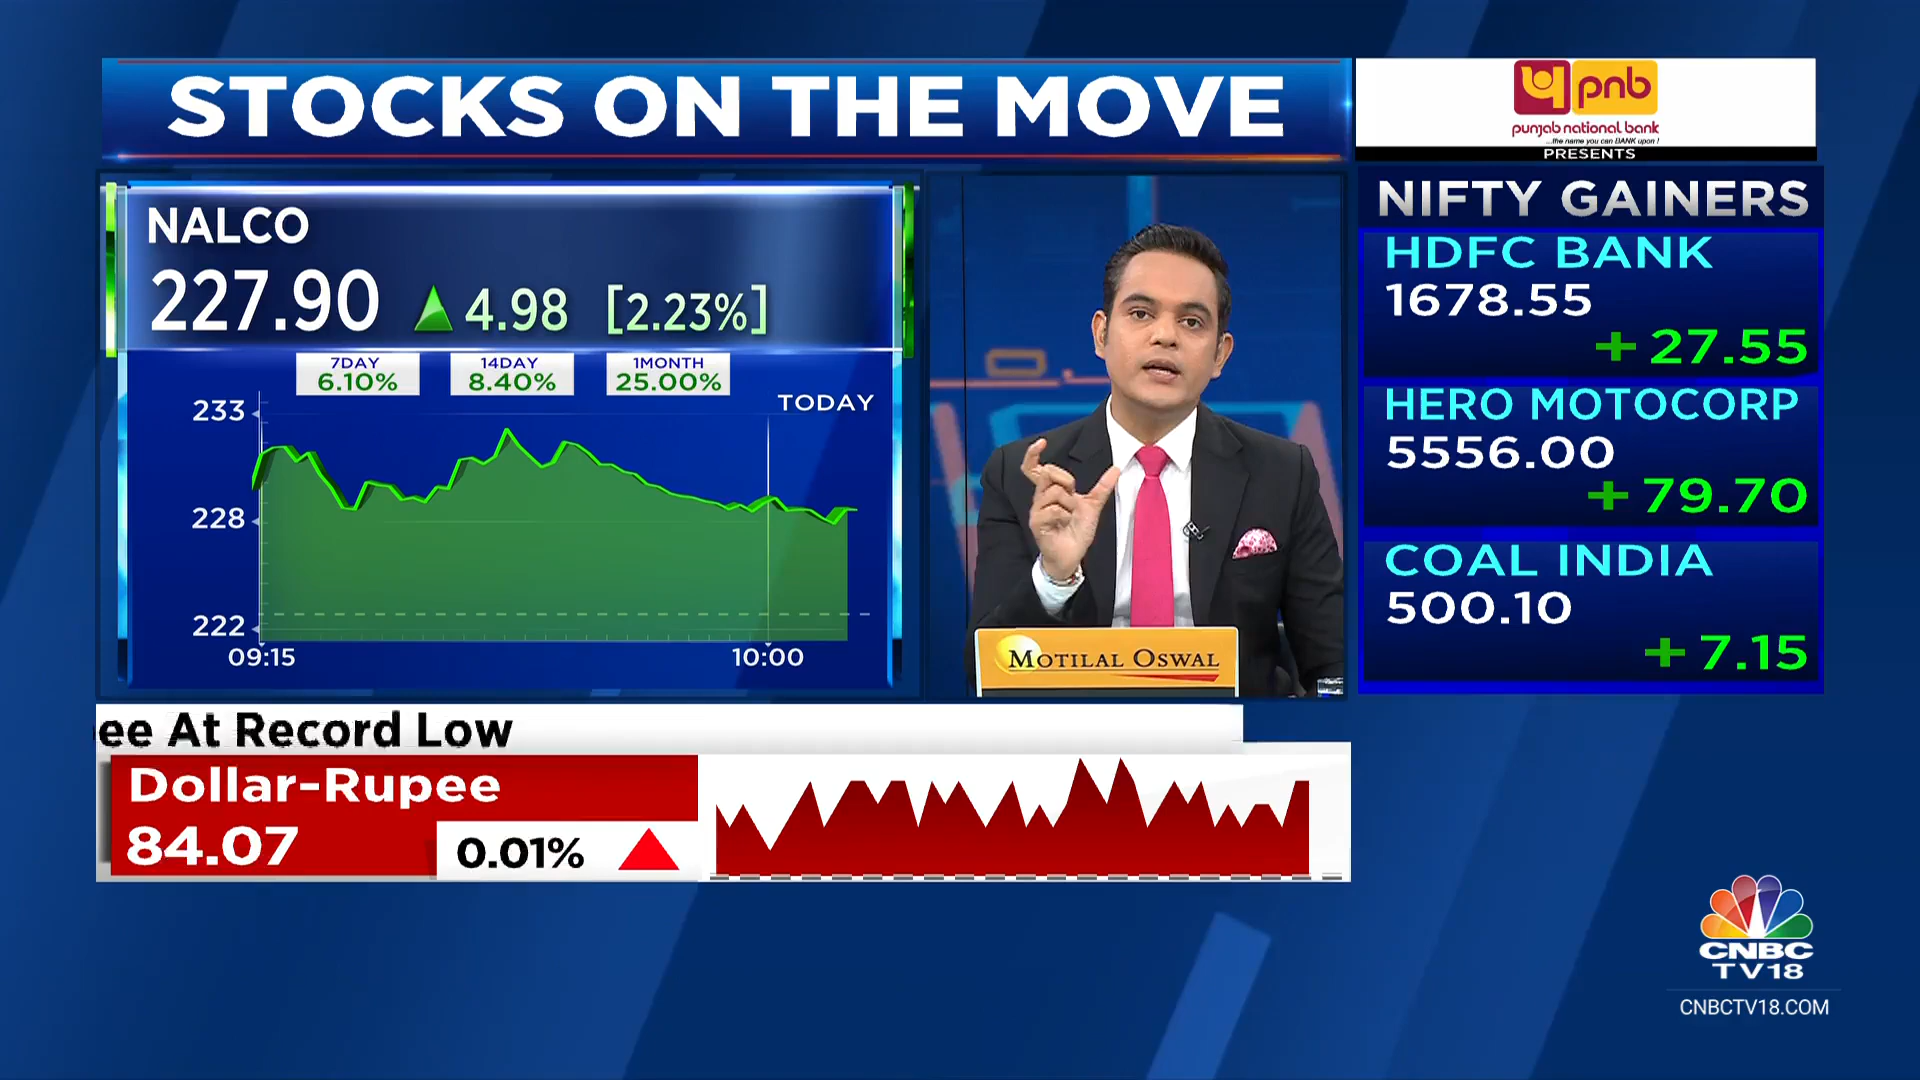 STOCKS ON THE MOVE
प pnb
punjab national bank
...the name you can BANK upon !
PRESENTS
NALCO
227.90 4.98 [2.23%]
7DAY
6.10%
14DAY
8.40%
1MONTH
25.00%
TODAY
233
228
222
09:15 10:00
MOTILAL OSWAL
NIFTY GAINERS
HDFC BANK
1678.55
+ 27.55
HERO MOTOCORP
5556.00
+ 79.70
COAL INDIA
500.10
+ 7.15
ee At Record Low
Dollar-Rupee
84.07 0.01%
CNBC
TV18
CNBCTV18.COM